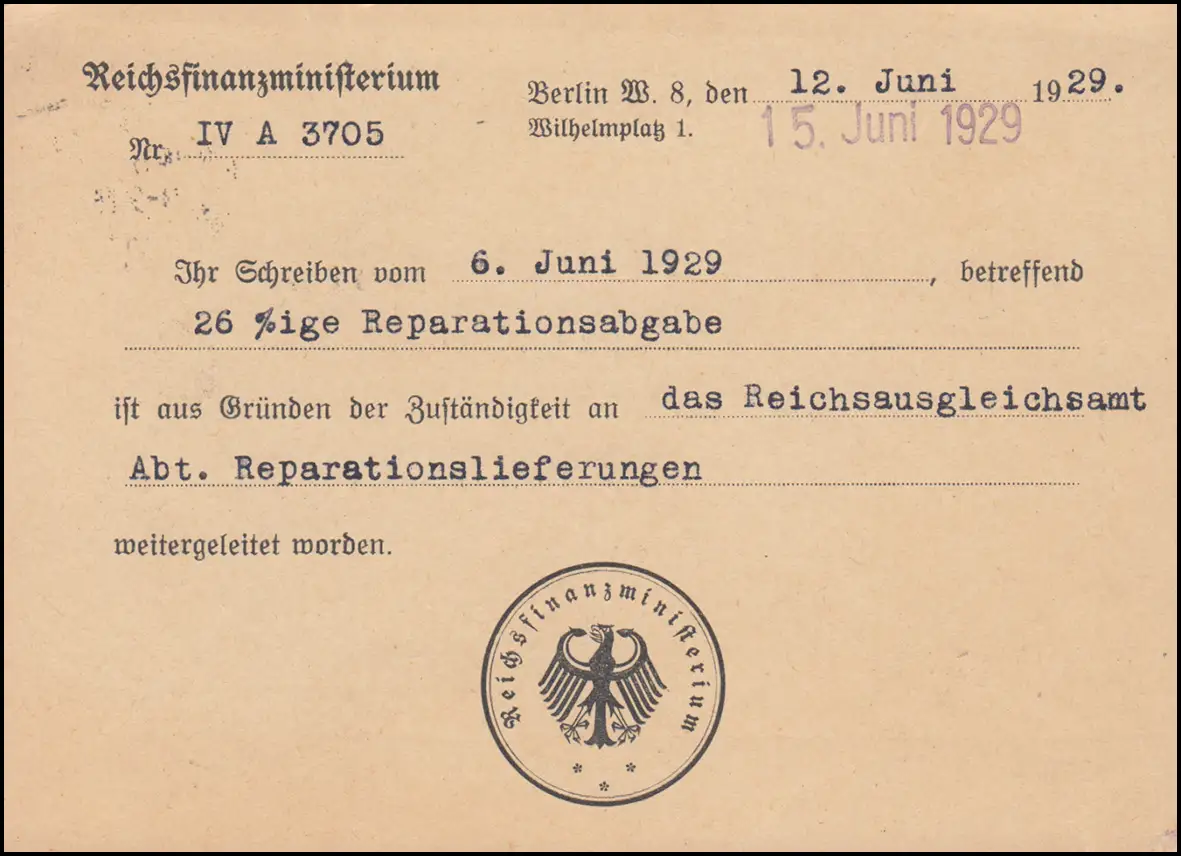 Reichsfinanzministerium
Berlin W. 8, den 12. Juni 1929.
Nr. IV A 3705
Wilhelmplatz 1.
15. Juni 1929
Ihr Schreiben vom 6. Juni 1929, betreffend
26 %ige Reparationsabgabe
ist aus Gründen der Zuständigkeit an das Reichsausgleichsamt
Abt. Reparationslieferungen
weitergeleitet worden.
Reichsfinanzministerium